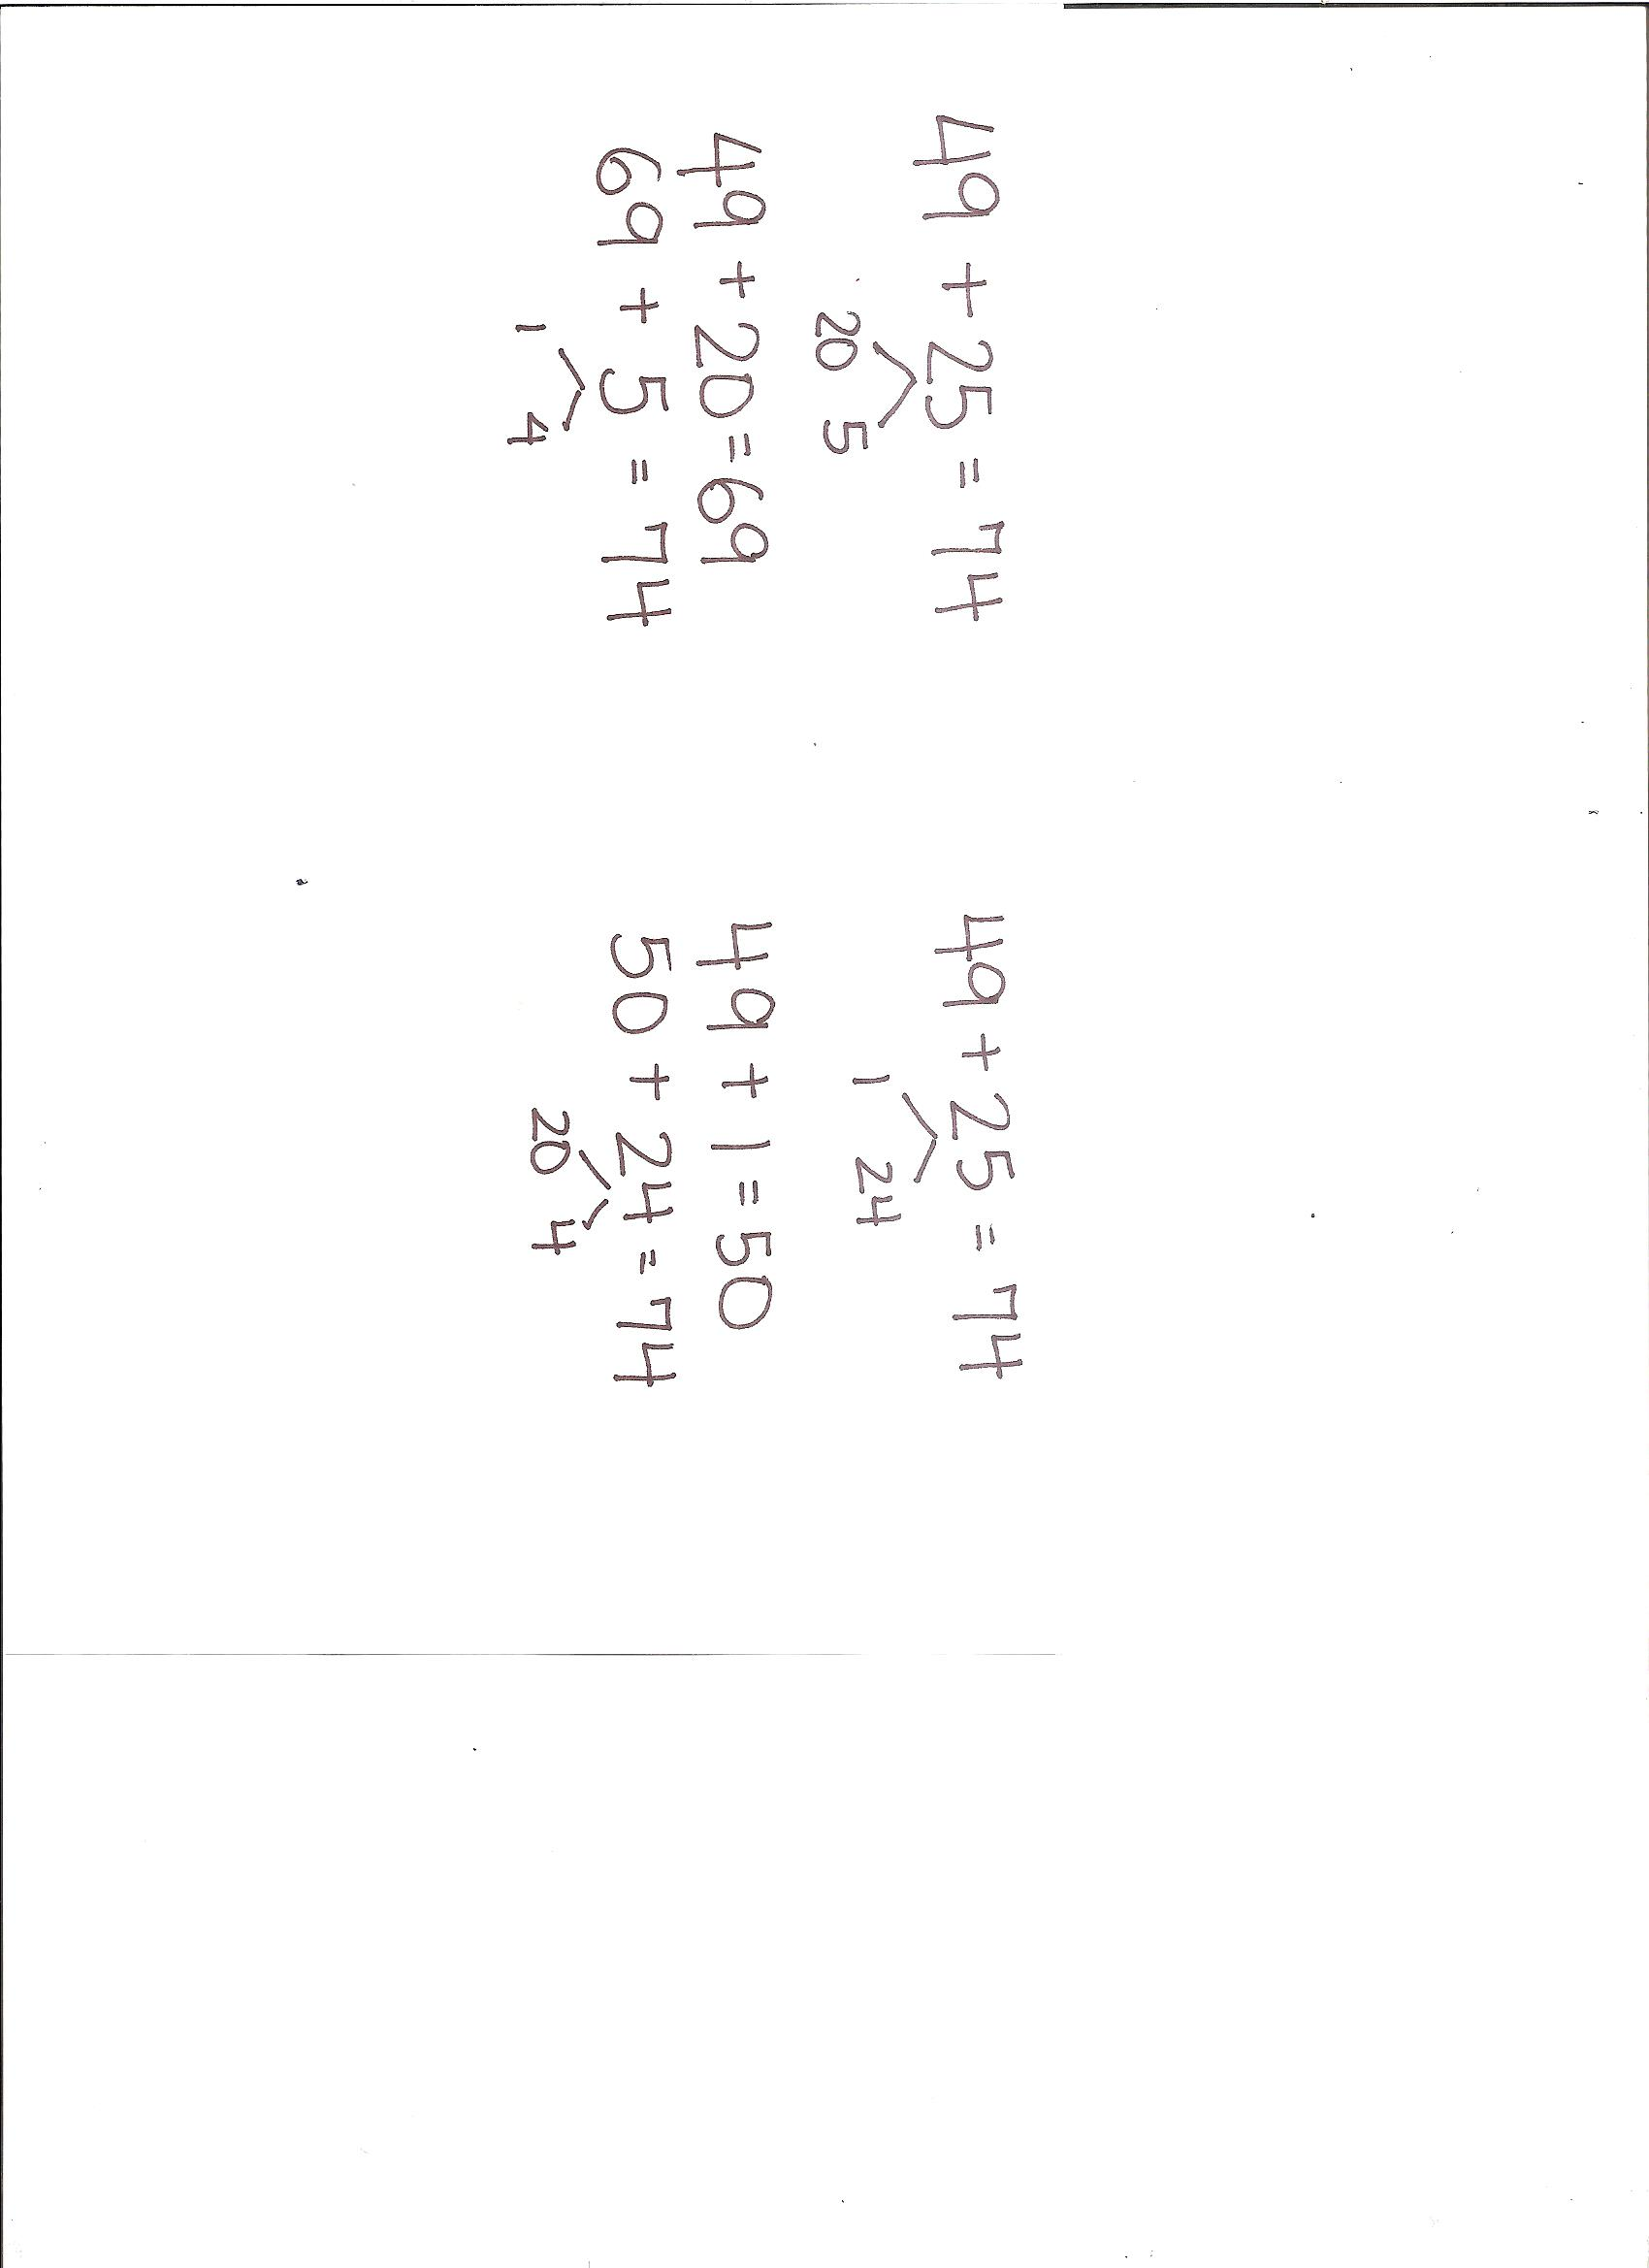 49 + 25 = 74
20 5
49 + 20 = 69
69 + 5 = 74
1 4
49 + 25 = 74
1 24
49 + 1 = 50
50 + 24 = 74
20 4